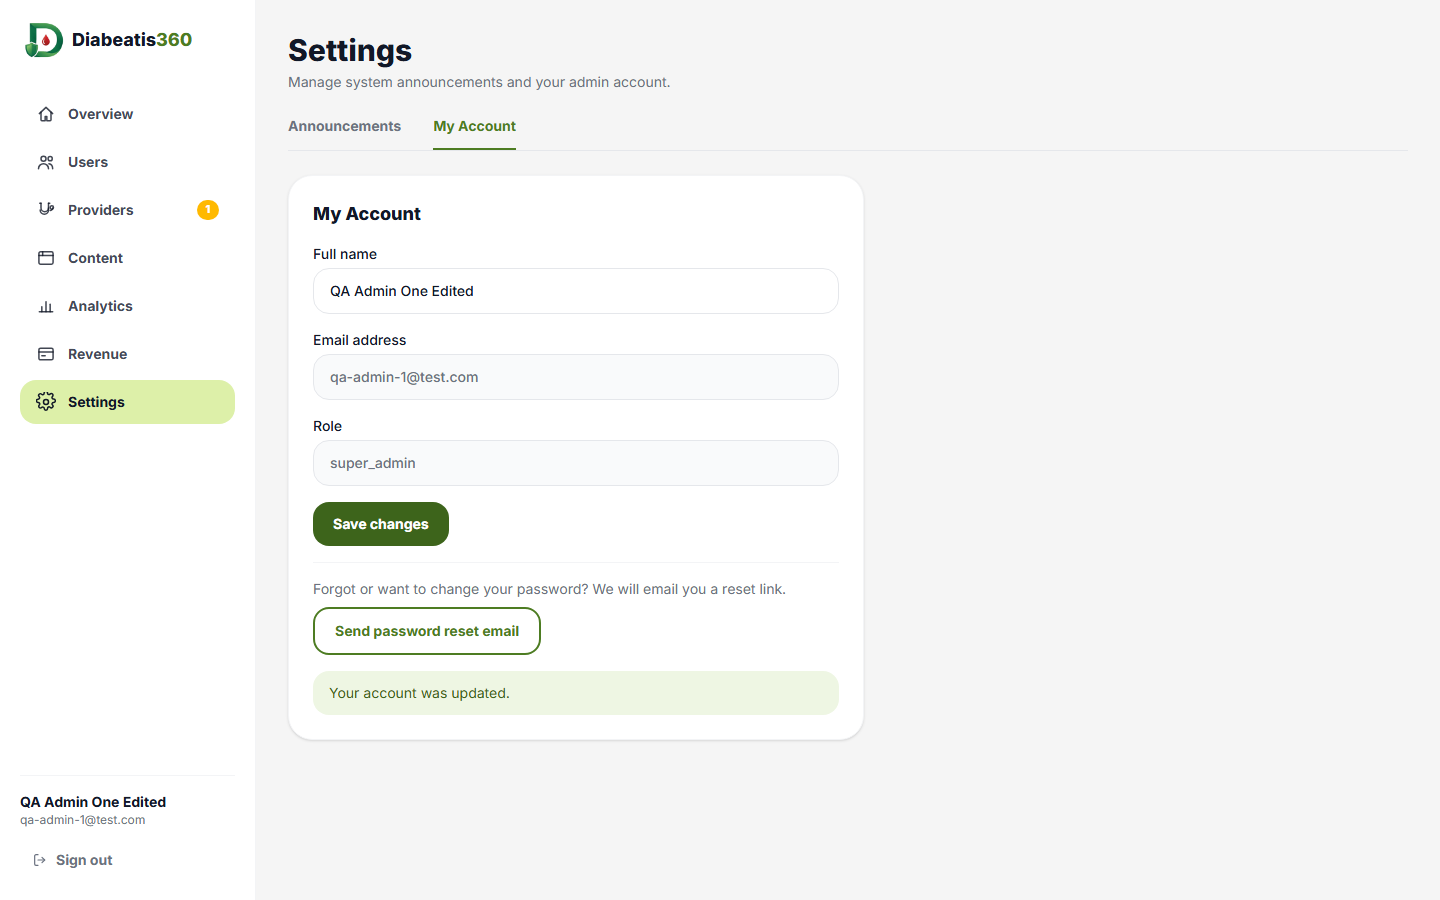 Diabeatis360
Overview
Users
Providers 1
Content
Analytics
Revenue
Settings
QA Admin One Edited
qa-admin-1@test.com
Sign out
Settings
Manage system announcements and your admin account.
Announcements My Account
My Account
Full name
QA Admin One Edited
Email address
qa-admin-1@test.com
Role
super_admin
Save changes
Forgot or want to change your password? We will email you a reset link.
Send password reset email
Your account was updated.